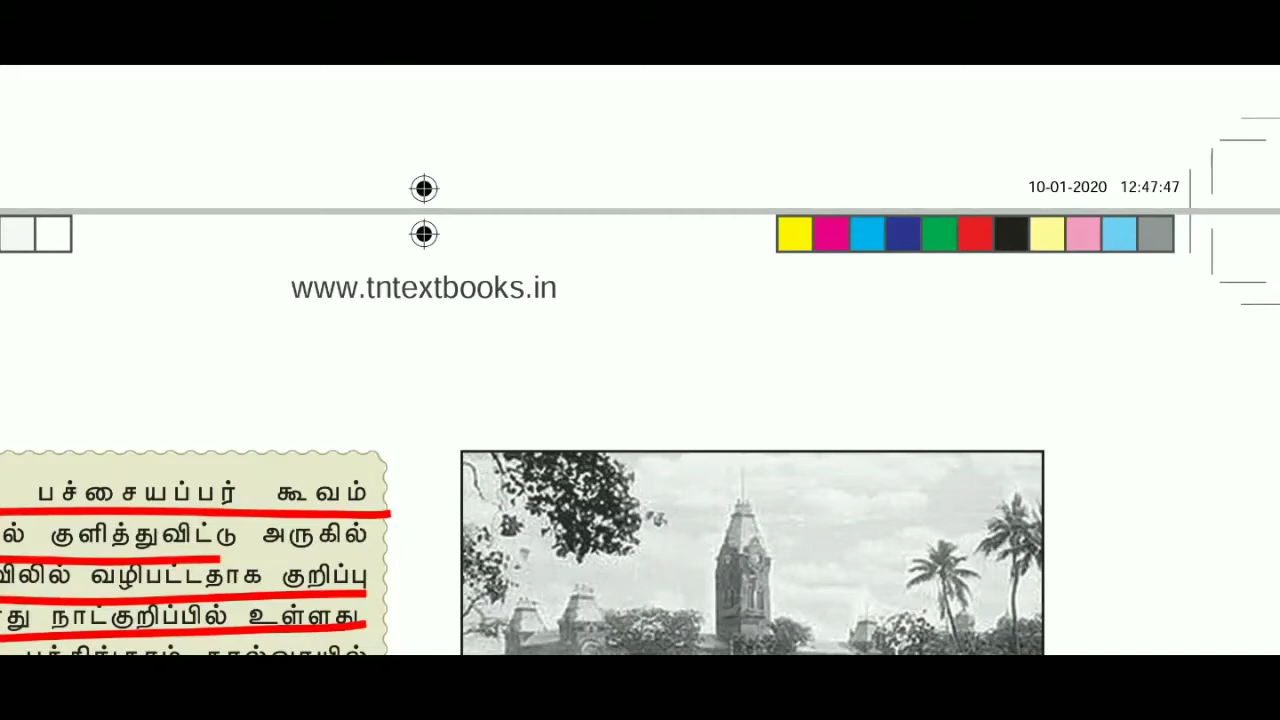 10-01-2020 12:47:47
www.tntextbooks.in
பச்சையப்பர் கூவம்
ல் குளித்துவிட்டு அருகில்
விலில் வழிபட்டதாக குறிப்பு
து நாட்குறிப்பில் உள்ளது.